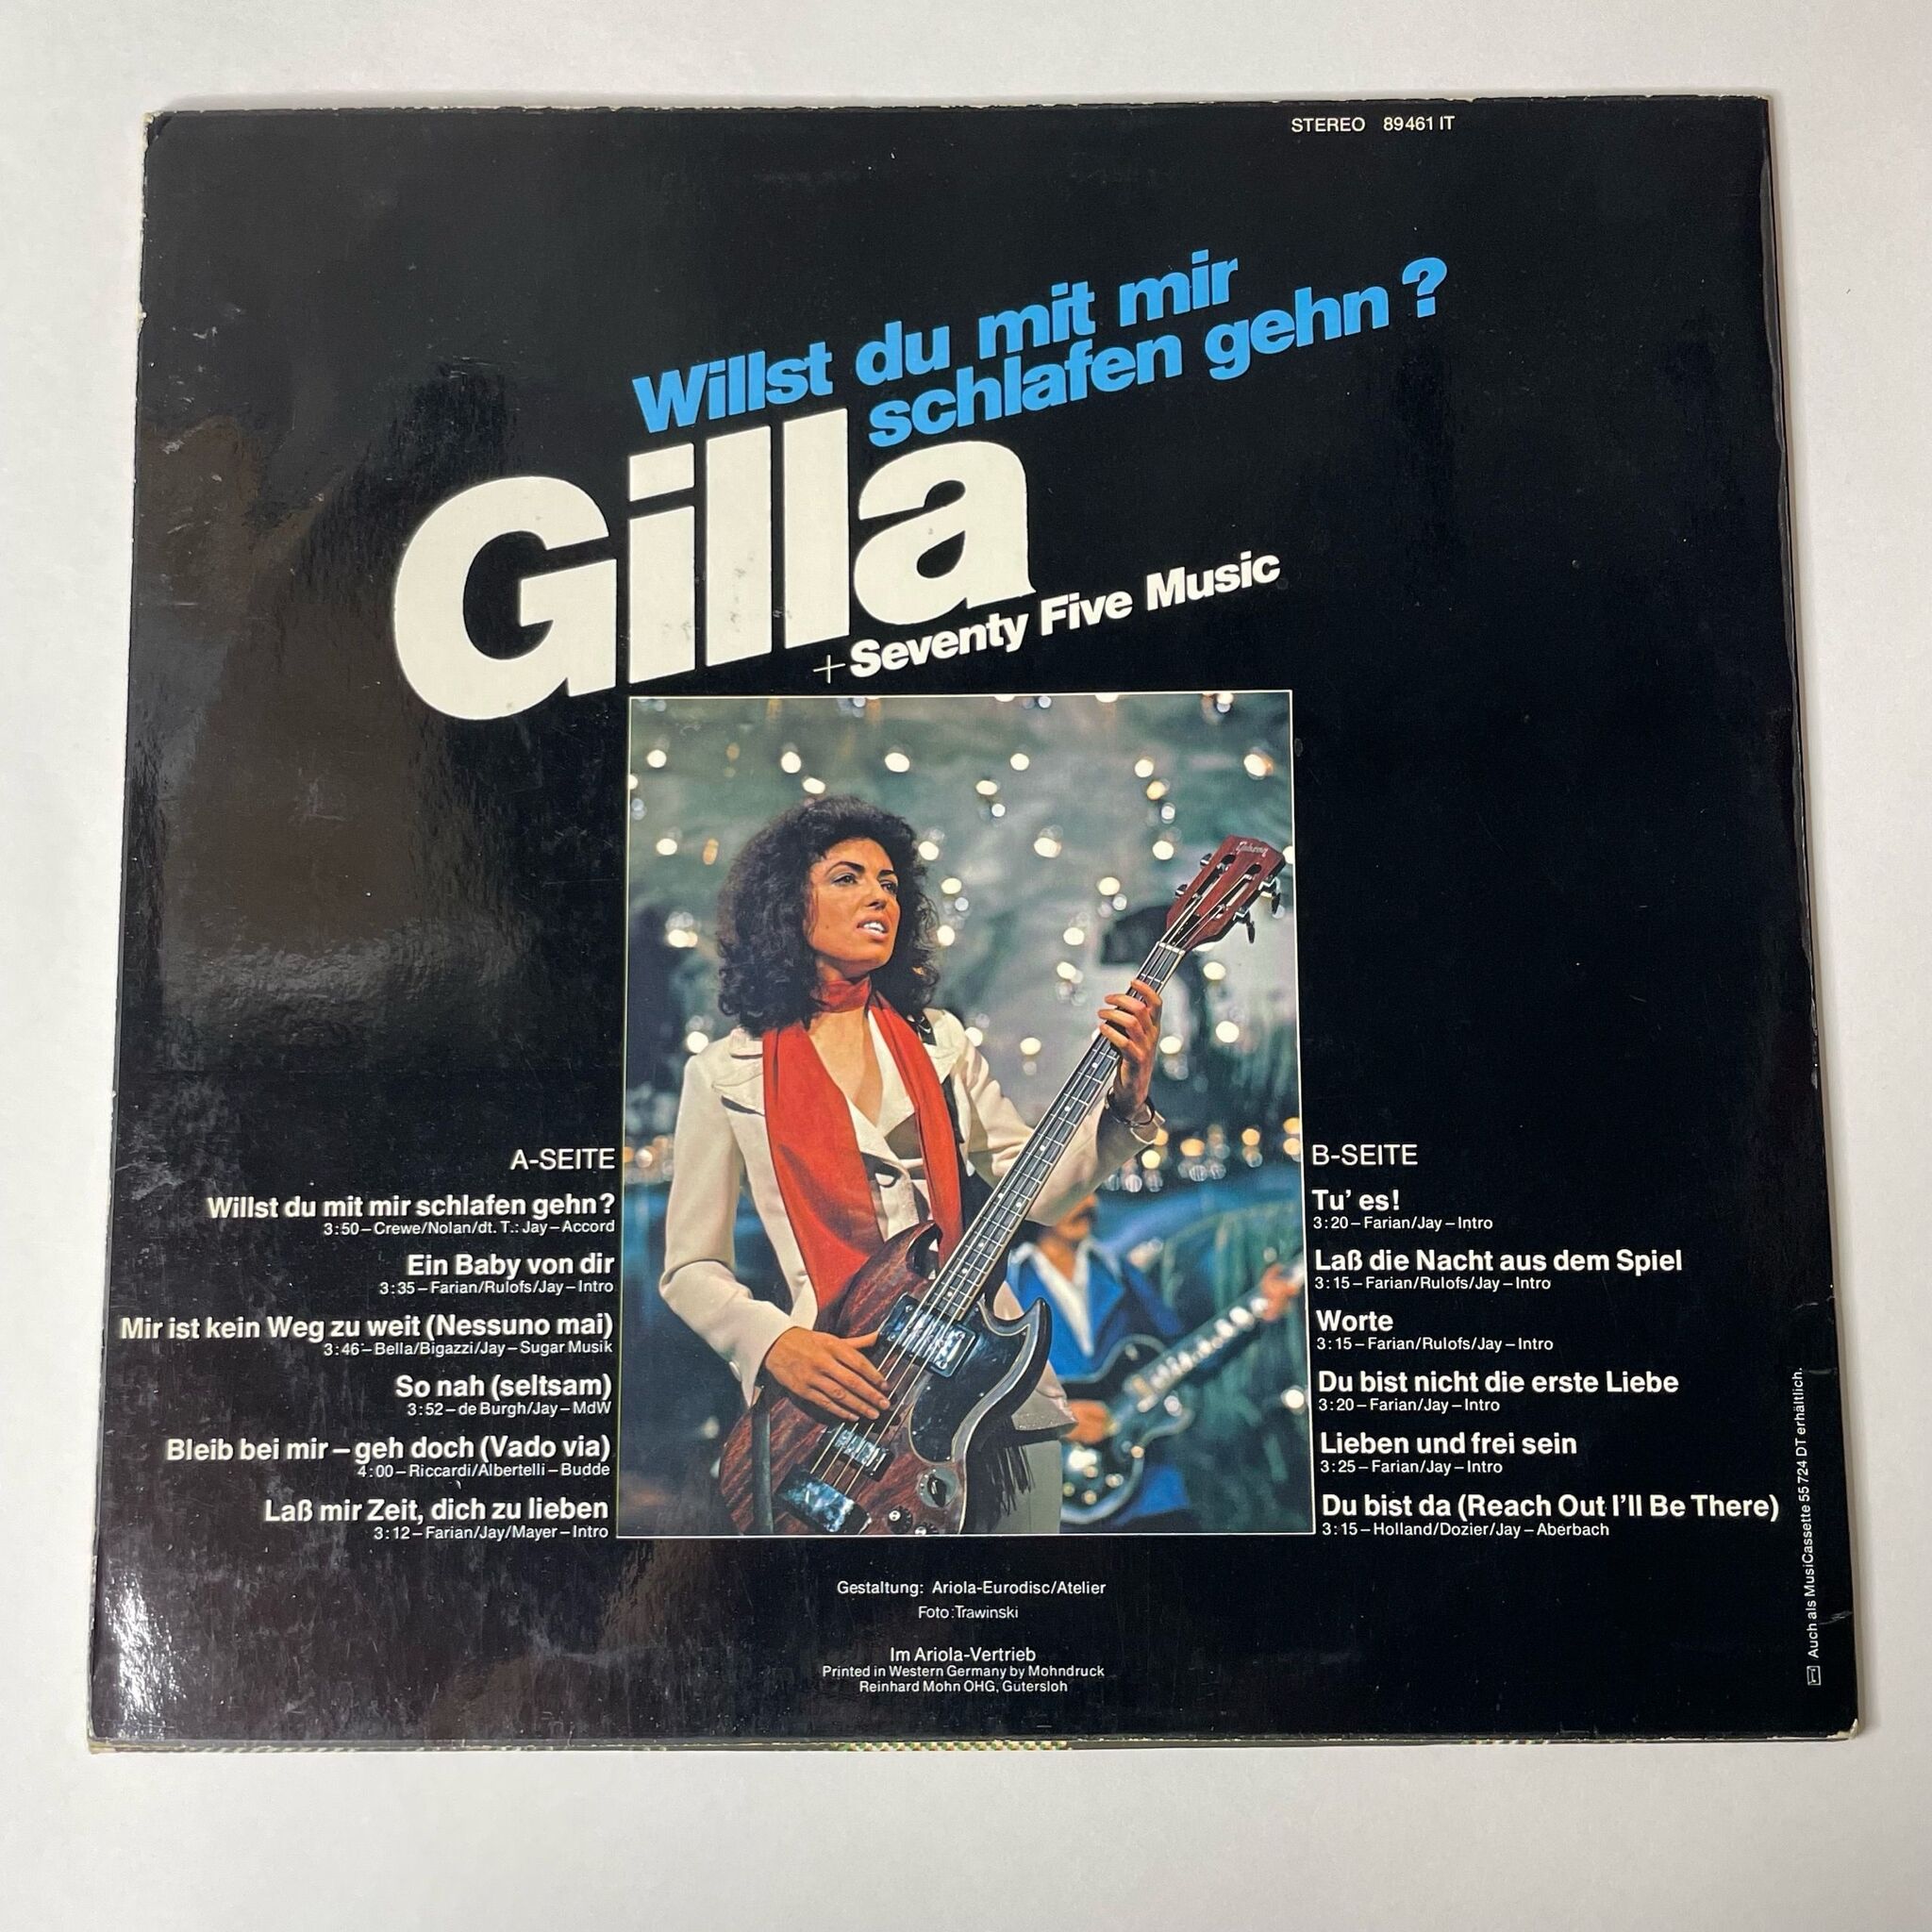 STEREO 89461 IT
Willst du mit mir
schlafen gehn?
Gilla
+Seventy Five Music
Gibson
A-SEITE
Willst du mit mir schlafen gehn?
3:50–Crewe/Nolan/dt. T.: Jay–Accord
Ein Baby von dir
3:35–Farian/Rulofs/Jay–Intro
Mir ist kein Weg zu weit (Nessuno mai)
3:46–Bella/Bigazzi/Jay–Sugar Musik
So nah (seltsam)
3:52–de Burgh/Jay–MdW
Bleib bei mir–geh doch (Vado via)
4:00–Riccardi/Albertelli–Budde
Laß mir Zeit, dich zu lieben
3:12–Farian/Jay/Mayer–Intro
B-SEITE
Tu' es!
3:20–Farian/Jay–Intro
Laß die Nacht aus dem Spiel
3:15–Farian/Rulofs/Jay–Intro
Worte
3:15–Farian/Rulofs/Jay–Intro
Du bist nicht die erste Liebe
3:20–Farian/Jay–Intro
Lieben und frei sein
3:25–Farian/Jay–Intro
Du bist da (Reach Out I'll Be There)
3:15–Holland/Dozier/Jay–Aberbach
Gestaltung: Ariola-Eurodisc/Atelier
Foto:Trawinski
Im Ariola-Vertrieb
Printed in Western Germany by Mohndruck
Reinhard Mohn OHG, Gutersloh
Auch als MusiCassette 55724 DT erhältlich.